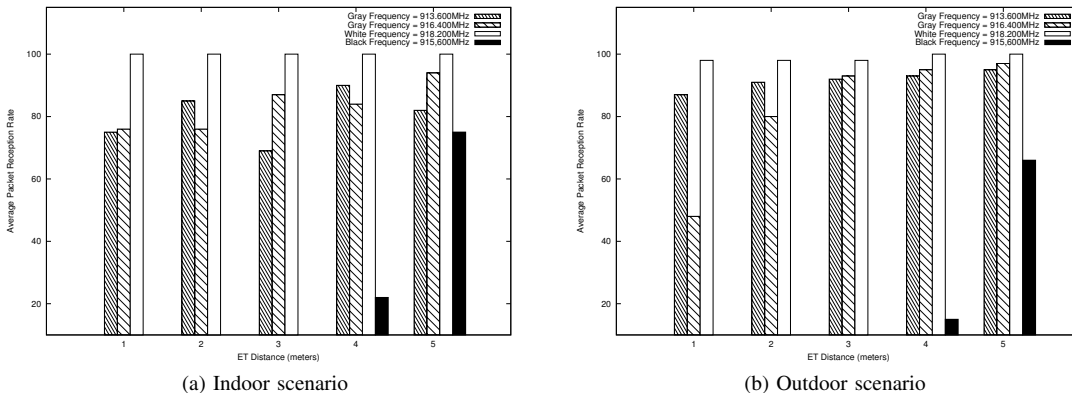 Gray Frequency = 913.600MHz
Gray Frequency = 916.400MHz
White Frequency = 918.200MHz
Black Frequency = 915,600MHz
100
80
60
40
20
Average Packet Reception Rate
1 2 3 4 5
ET Distance (meters)
(a) Indoor scenario
Gray Frequency = 913.600MHz
Gray Frequency = 916.400MHz
White Frequency = 918.200MHz
Black Frequency = 915,600MHz
100
80
60
40
20
Average Packet Reception Rate
1 2 3 4 5
ET Distance (meters)
(b) Outdoor scenario